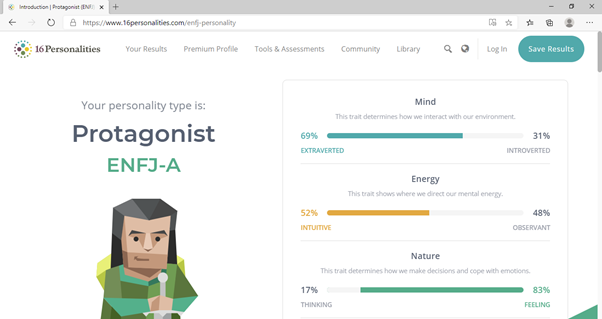 Introduction | Protagonist (ENFJ
https://www.16personalities.com/enfj-personality
16Personalities
Your Results
Premium Profile
Tools & Assessments
Community
Library
Log In
Save Results
Your personality type is:
Protagonist
ENFJ-A
Mind
This trait determines how we interact with our environment.
69%
31%
EXTRAVERTED
INTROVERTED
Energy
This trait shows where we direct our mental energy.
52%
48%
INTUITIVE
OBSERVANT
Nature
This trait determines how we make decisions and cope with emotions.
17%
83%
THINKING
FEELING